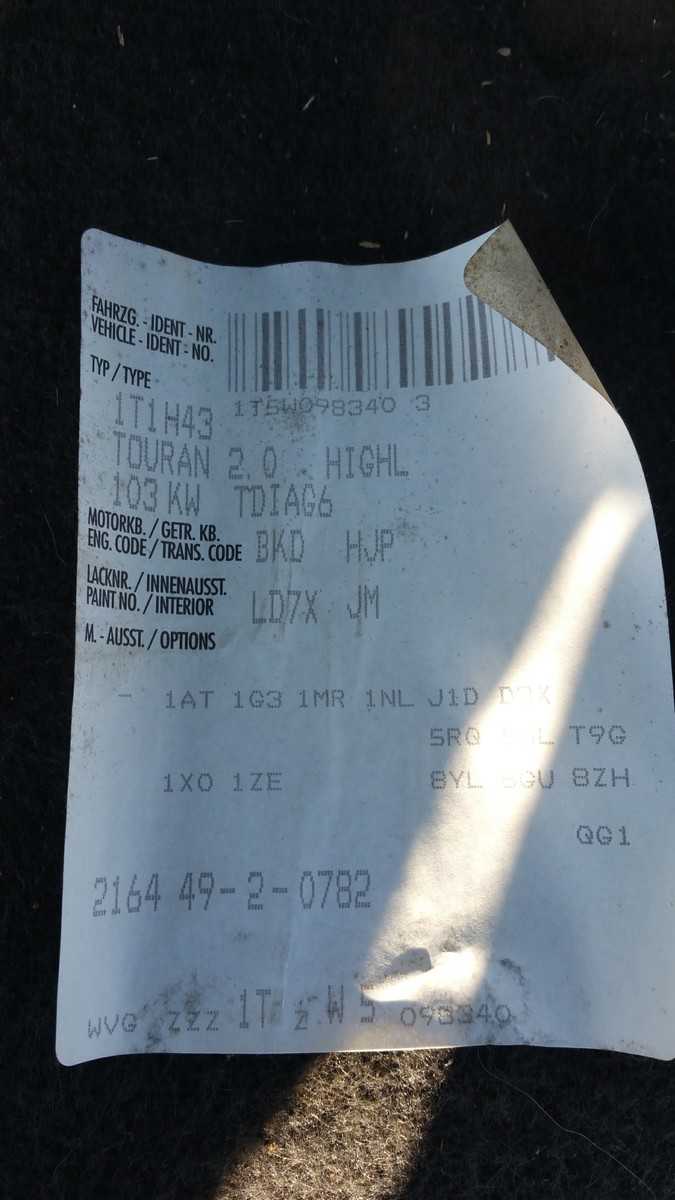 FAHRZG. - IDENT - NR.
VEHICLE - IDENT - NO.
1T5W098340 3
TYP / TYPE
1T1H43
TOURAN 2.0 HIGHL
103 KW TDIAG6
MOTORKB. / GETR. KB.
ENG. CODE / TRANS. CODE BKD HJP
LACKNR. / INNENAUSST.
PAINT NO. / INTERIOR LD7X JM
M. - AUSST. / OPTIONS
- 1AT 1G3 1MR 1NL J1D
5RQ T9G
1X0 1ZE 8YL 8ZH
QG1
2164 49-2-0782
WVG ZZZ 1T Z W 5 098340